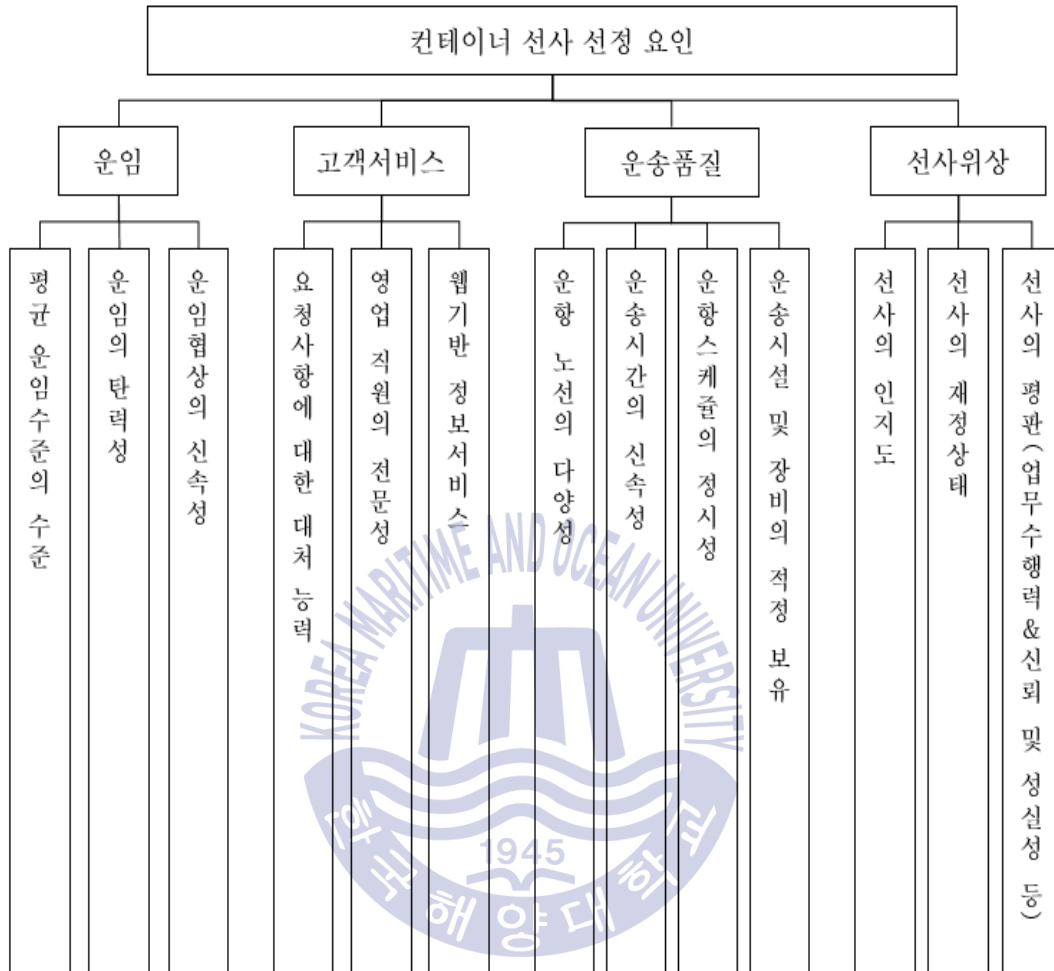 컨테이너 선사 선정 요인
운임
고객서비스
운송품질
선사위상
평균 운임수준의 수준
운임의 탄력성
운임협상의 신속성
요청사항에 대한 대처 능력
영업 직원의 전문성
웹기반 정보서비스
운항 노선의 다양성
운송시간의 신속성
운항스케줄의 정시성
운송시설 및 장비의 적정 보유
선사의 인지도
선사의 재정상태
선사의 평판(업무수행력&신뢰 및 성실성 등)
KOREA MARITIME AND OCEAN UNIVERSITY
1945
한국해양대학교